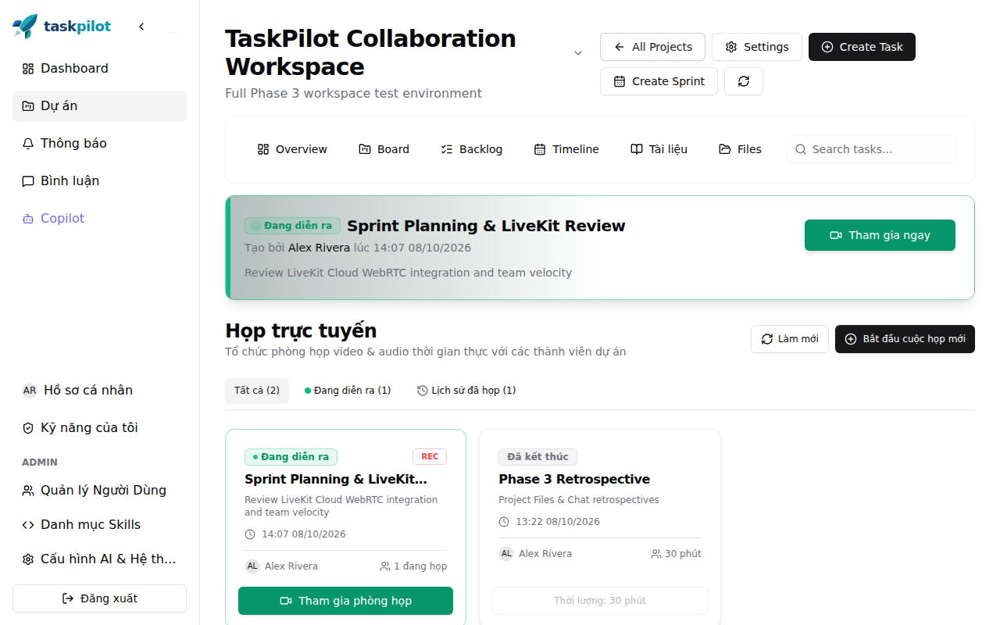 taskpilot
Dashboard
Dự án
Thông báo
Bình luận
Copilot
AR Hồ sơ cá nhân
Kỹ năng của tôi
ADMIN
Quản lý Người Dùng
Danh mục Skills
Cấu hình AI & Hệ th...
Đăng xuất
TaskPilot Collaboration
Workspace
Full Phase 3 workspace test environment
All Projects
Settings
Create Task
Create Sprint
Overview
Board
Backlog
Timeline
Tài liệu
Files
Search tasks...
Đang diễn ra
Sprint Planning & LiveKit Review
Tạo bởi Alex Rivera lúc 14:07 08/10/2026
Review LiveKit Cloud WebRTC integration and team velocity
Tham gia ngay
Họp trực tuyến
Tổ chức phòng họp video & audio thời gian thực với các thành viên dự án
Làm mới
Bắt đầu cuộc họp mới
Tất cả (2)
Đang diễn ra (1)
Lịch sử đã họp (1)
Đang diễn ra
REC
Sprint Planning & LiveKit...
Review LiveKit Cloud WebRTC integration
and team velocity
14:07 08/10/2026
AL Alex Rivera
1 đang họp
Tham gia phòng họp
Đã kết thúc
Phase 3 Retrospective
Project Files & Chat retrospectives
13:22 08/10/2026
AL Alex Rivera
30 phút
Thời lượng: 30 phút